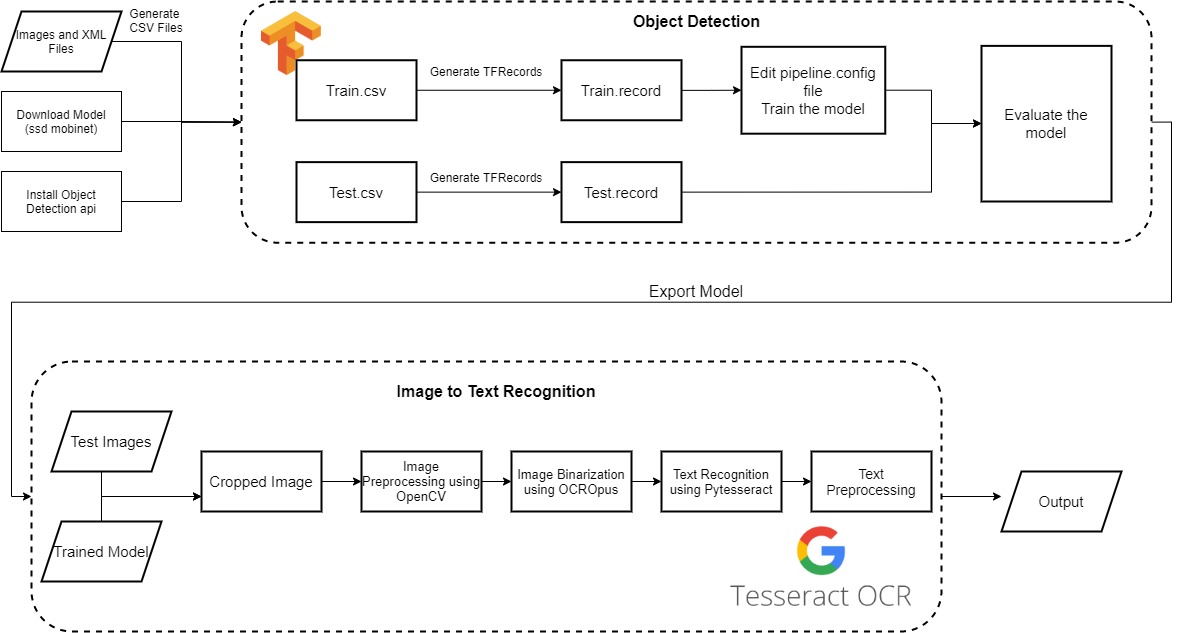 Generate
CSV Files
Images and XML
Files
Download Model
(ssd mobinet)
Install Object
Detection api
Object Detection
Train.csv
Generate TFRecords
Train.record
Edit pipeline.config
file
Train the model
Evaluate the
model
Test.csv
Generate TFRecords
Test.record
Export Model
Image to Text Recognition
Test Images
Trained Model
Cropped Image
Image
Preprocessing using
OpenCV
Image Binarization
using OCROpus
Text Recognition
using Pytesseract
Text
Preprocessing
Output
Tesseract OCR